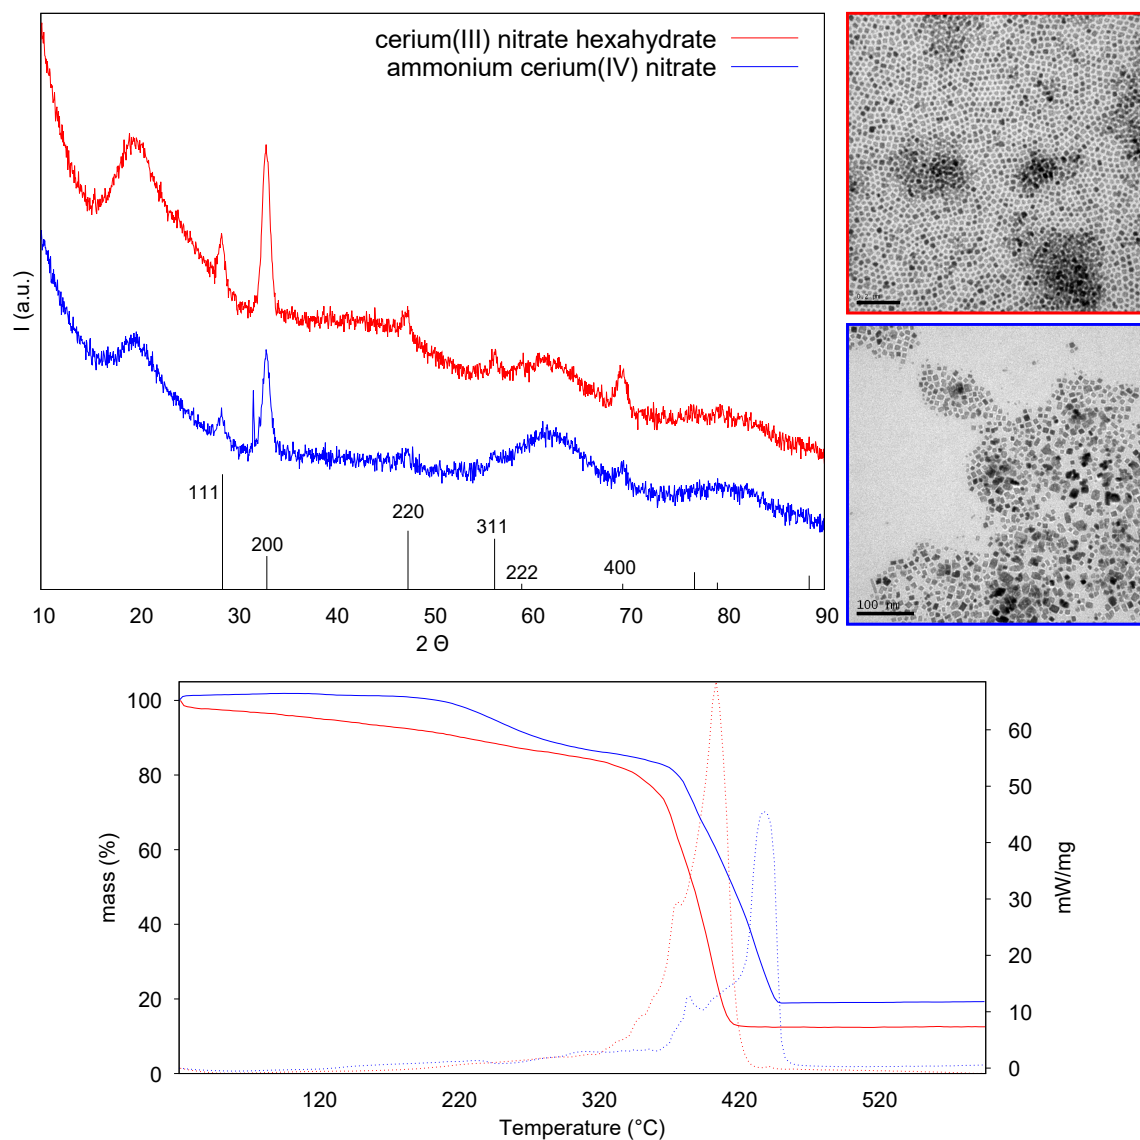 cerium(III) nitrate hexahydrate
ammonium cerium(IV) nitrate
I (a.u.)
111
200
220
311
222
400
10 20 30 40 50 60 70 80 90
2 Θ
100 nm
100
80
60
40
20
0
mass (%)
60
50
40
30
20
10
0
mW/mg
120 220 320 420 520
Temperature (°C)